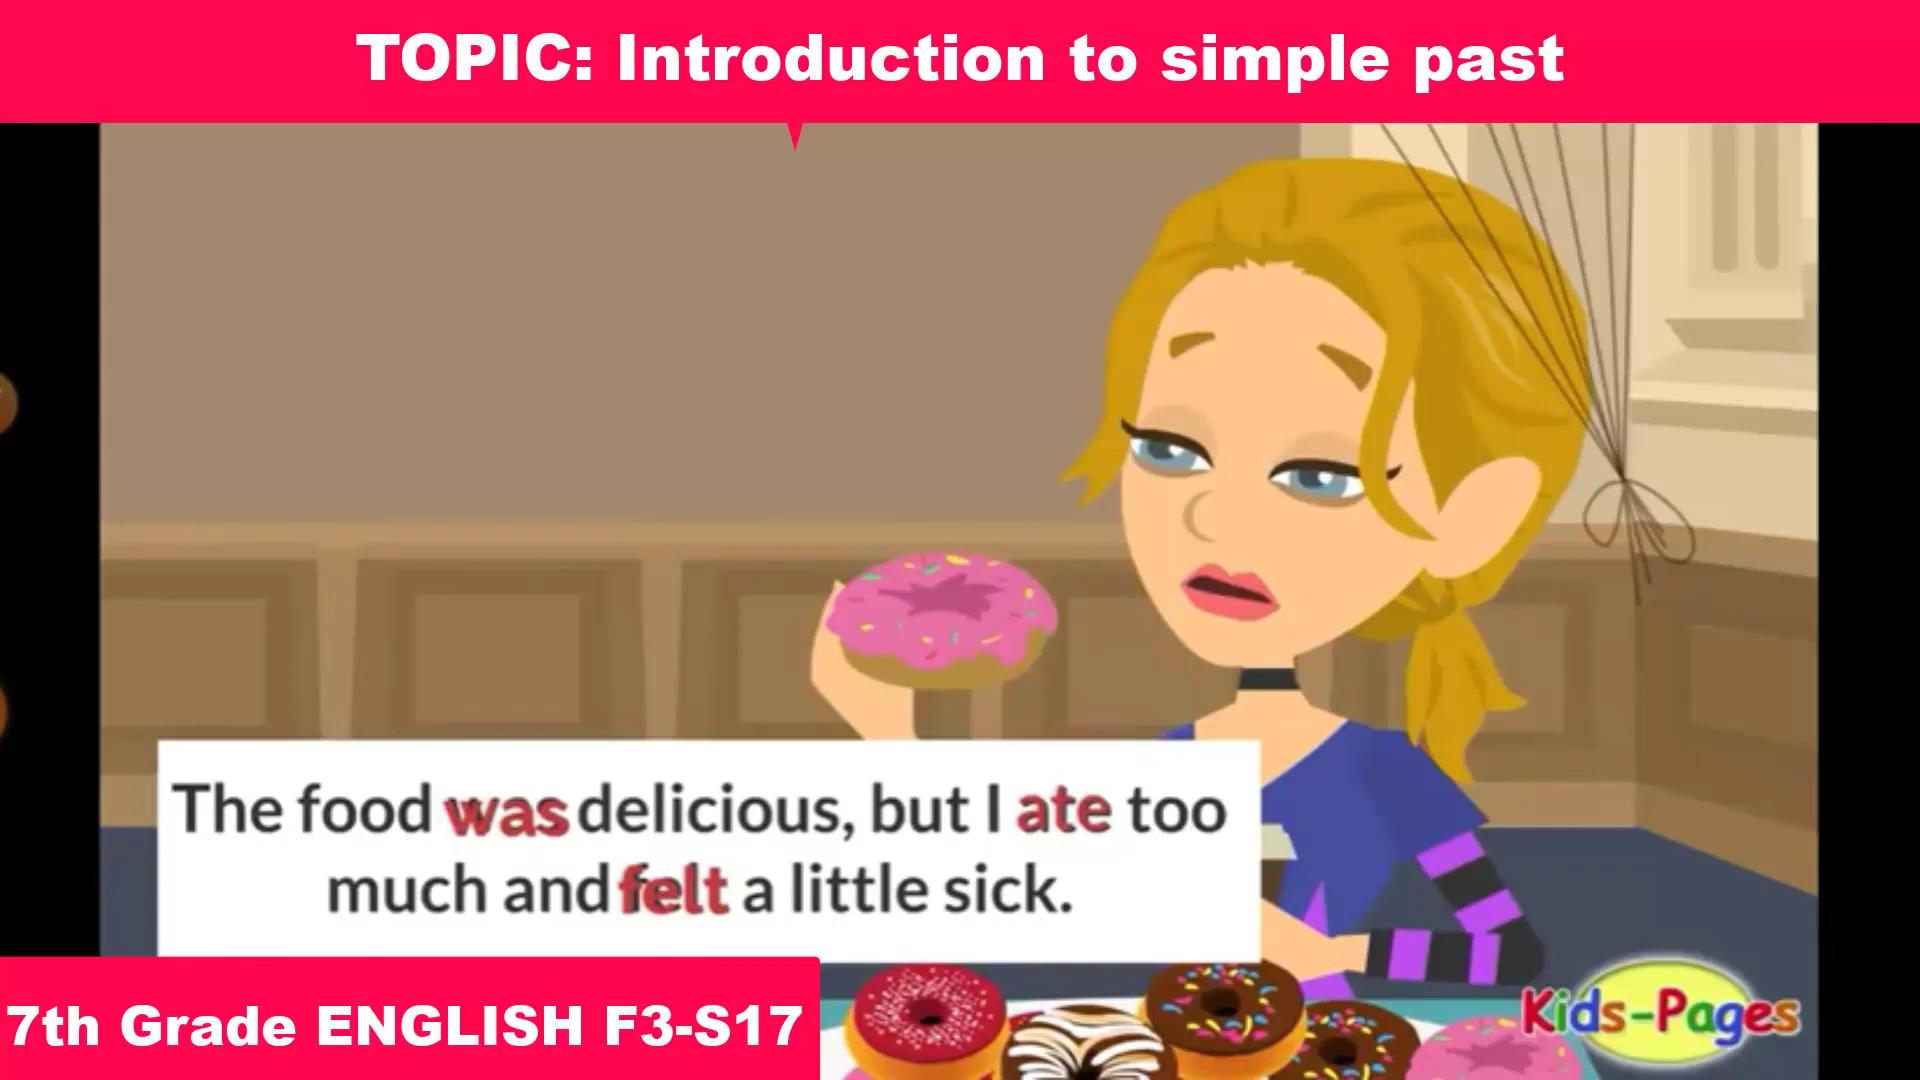 TOPIC: Introduction to simple past
The food was delicious, but I ate too
much and felt a little sick.
7th Grade ENGLISH F3-S17
Kids-Pages